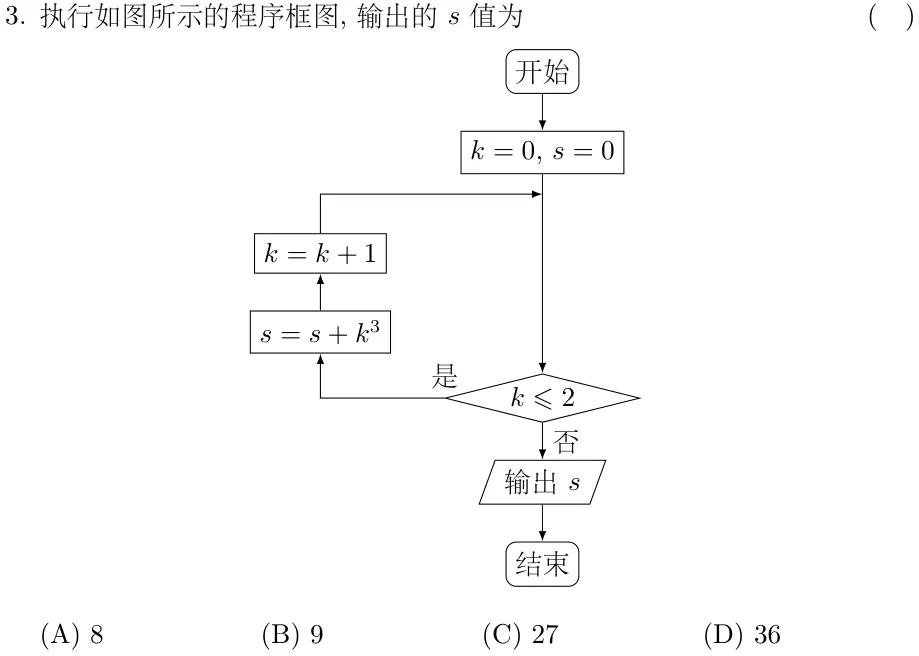 3. 执行如图所示的程序框图, 输出的 s 值为 ( )
开始
k = 0, s = 0
k = k + 1
s = s + k³
是
k ⩽ 2
否
输出 s
结束
(A) 8 (B) 9 (C) 27 (D) 36